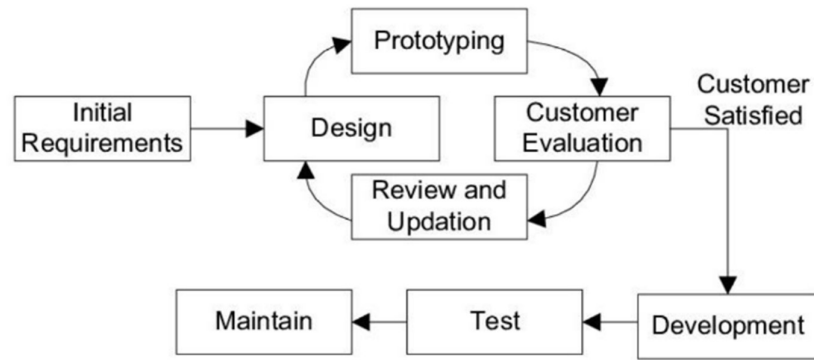 Prototyping
Initial
Requirements
Design
Customer
Evaluation
Customer
Satisfied
Review and
Updation
Maintain
Test
Development